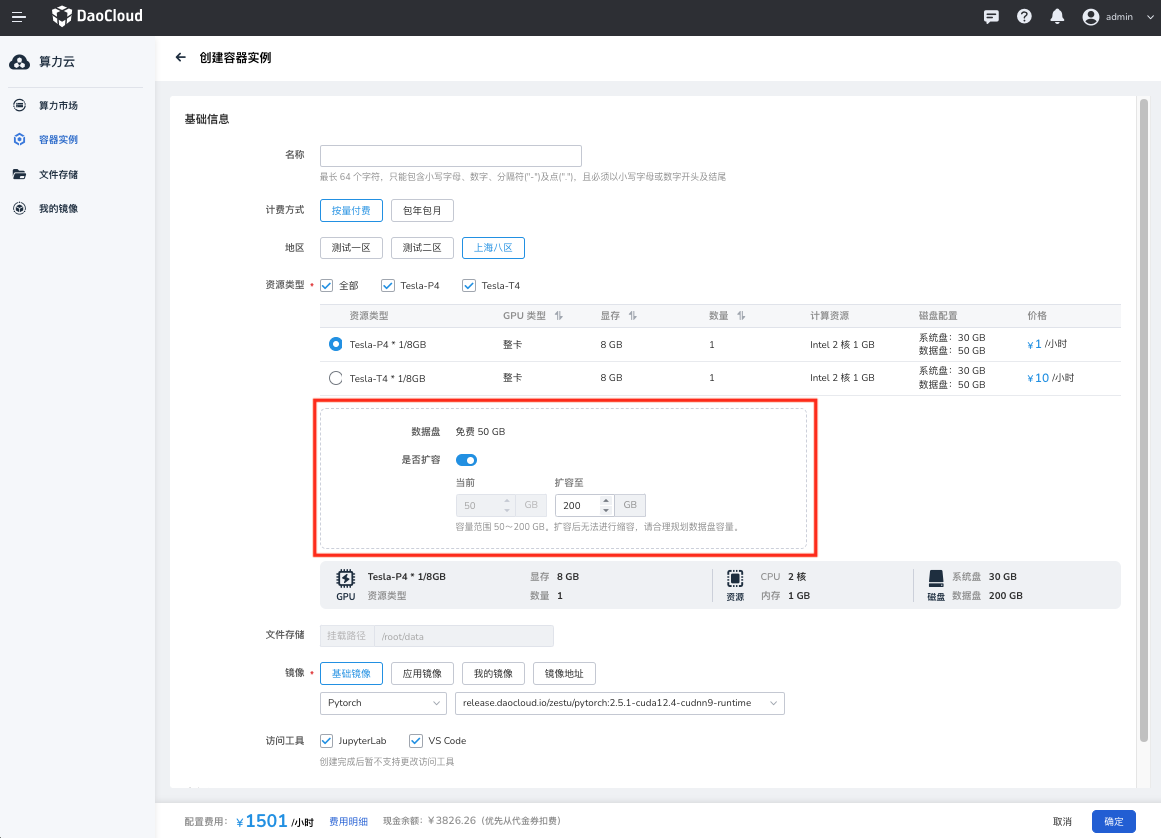 DaoCloud
admin
算力云
创建容器实例
算力市场
容器实例
文件存储
我的镜像
基础信息
名称
最长 64 个字符，只能包含小写字母、数字、分隔符("-")及点(".")，且必须以小写字母或数字开头及结尾
计费方式 按量付费 包年包月
地区 测试一区 测试二区 上海八区
资源类型 • 全部 Tesla-P4 Tesla-T4
资源类型 GPU 类型 显存 数量 计算资源 磁盘配置 价格
Tesla-P4 * 1/8GB 整卡 8 GB 1 Intel 2 核 1 GB 系统盘：30 GB ¥1 /小时
数据盘：50 GB
Tesla-T4 * 1/8GB 整卡 8 GB 1 Intel 2 核 1 GB 系统盘：30 GB ¥10 /小时
数据盘：50 GB
数据盘 免费 50 GB
是否扩容
当前 扩容至
50 GB 200 GB
容量范围 50～200 GB。扩容后无法进行缩容，请合理规划数据盘容量。
Tesla-P4 * 1/8GB 显存 8 GB CPU 2 核 系统盘 30 GB
GPU 资源类型 数量 1 资源 内存 1 GB 磁盘 数据盘 200 GB
文件存储 挂载路径 /root/data
镜像 • 基础镜像 应用镜像 我的镜像 镜像地址
Pytorch release.daocloud.io/zestu/pytorch:2.5.1-cuda12.4-cudnn9-runtime
访问工具 JupyterLab VS Code
创建完成后暂不支持更改访问工具
配置费用： ¥1501 /小时 费用明细 现金余额：¥3826.26（优先从代金券扣费） 取消 确定